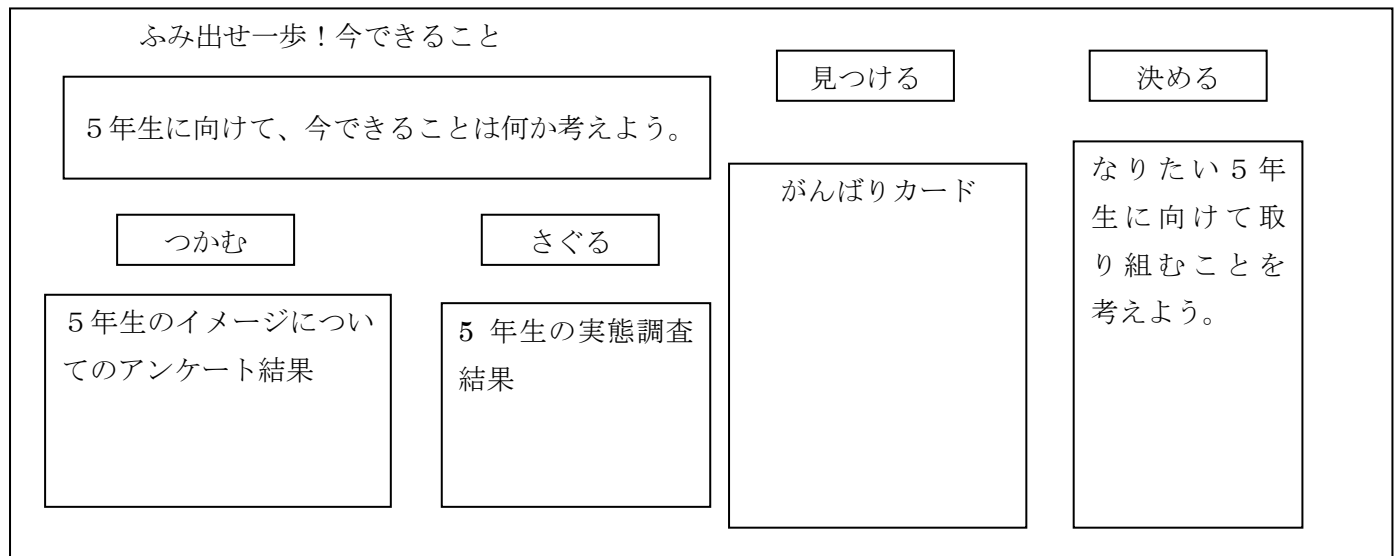 ふみ出せ一歩！今できること
５年生に向けて、今できることは何か考えよう。
つかむ
５年生のイメージについ
てのアンケート結果
さぐる
5 年生の実態調査
結果
見つける
がんばりカード
決める
なりたい５年
生に向けて取
り組むことを
考えよう。